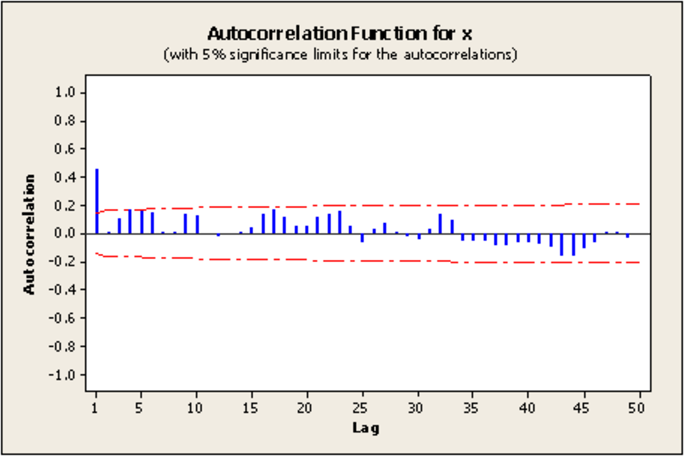 Autocorrelation Function for x
(with 5% significance limits for the autocorrelations)
1.0
0.8
0.6
0.4
0.2
0.0
-0.2
-0.4
-0.6
-0.8
-1.0
Autocorrelation
1 5 10 15 20 25 30 35 40 45 50
Lag